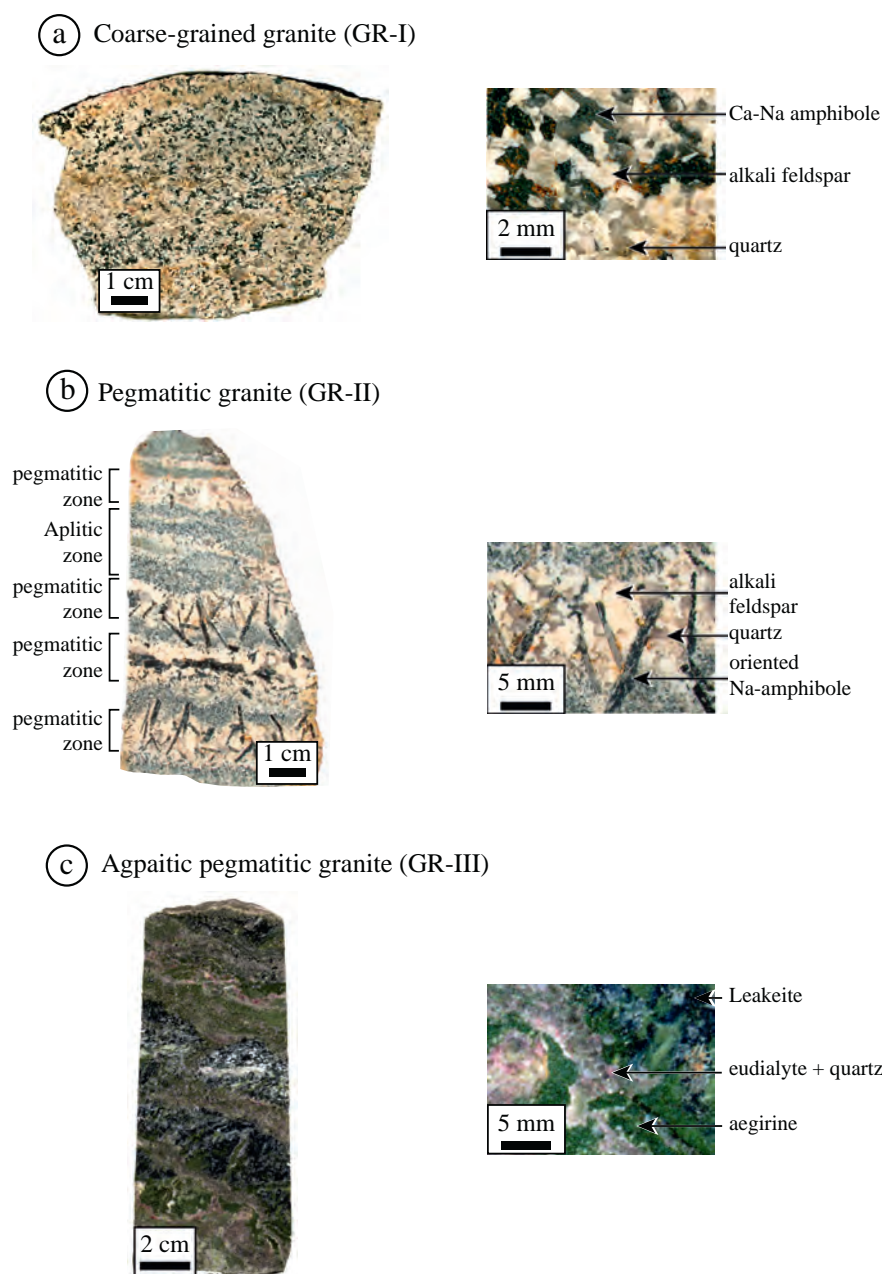 a Coarse-grained granite (GR-I)
Ca-Na amphibole
alkali feldspar
2 mm
quartz
1 cm
b Pegmatitic granite (GR-II)
pegmatitic
zone
Aplitic
zone
pegmatitic
zone
pegmatitic
zone
pegmatitic
zone
1 cm
alkali
feldspar
quartz
oriented
Na-amphibole
5 mm
c Agpaitic pegmatitic granite (GR-III)
Leakeite
eudialyte + quartz
aegirine
5 mm
2 cm